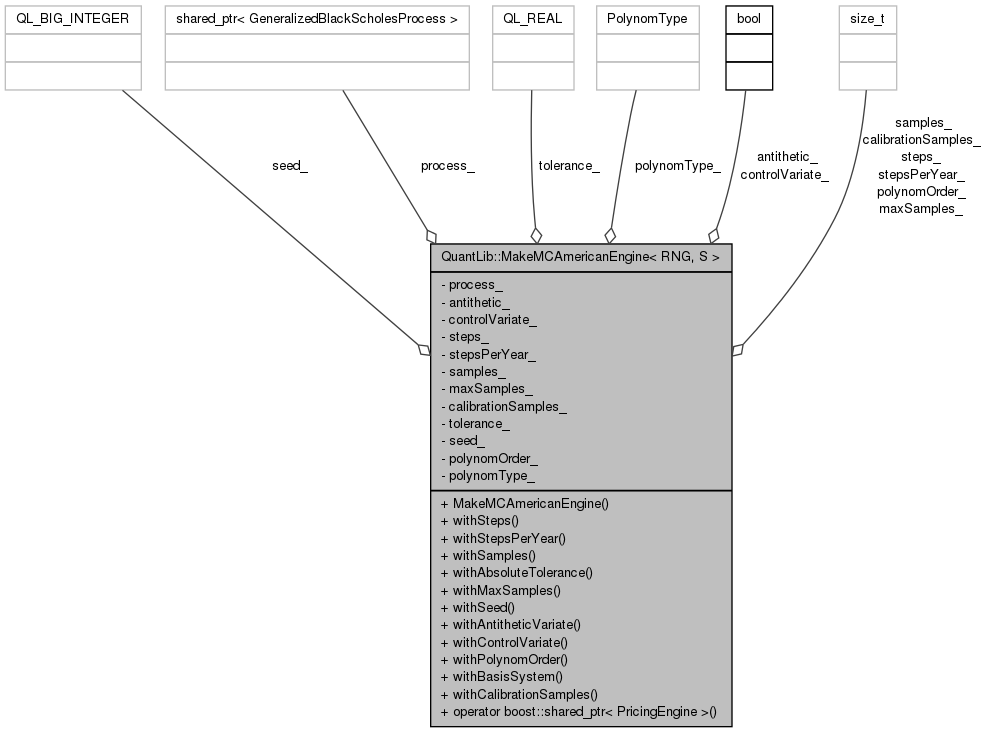 QL_BIG_INTEGER
shared_ptr< GeneralizedBlackScholesProcess >
QL_REAL
PolynomType
bool
size_t
seed_
process_
tolerance_
polynomType_
antithetic_
controlVariate_
samples_
calibrationSamples_
steps_
stepsPerYear_
polynomOrder_
maxSamples_
QuantLib::MakeMCAmericanEngine< RNG, S >
- process_
- antithetic_
- controlVariate_
- steps_
- stepsPerYear_
- samples_
- maxSamples_
- calibrationSamples_
- tolerance_
- seed_
- polynomOrder_
- polynomType_
+ MakeMCAmericanEngine()
+ withSteps()
+ withStepsPerYear()
+ withSamples()
+ withAbsoluteTolerance()
+ withMaxSamples()
+ withSeed()
+ withAntitheticVariate()
+ withControlVariate()
+ withPolynomOrder()
+ withBasisSystem()
+ withCalibrationSamples()
+ operator boost::shared_ptr< PricingEngine >()